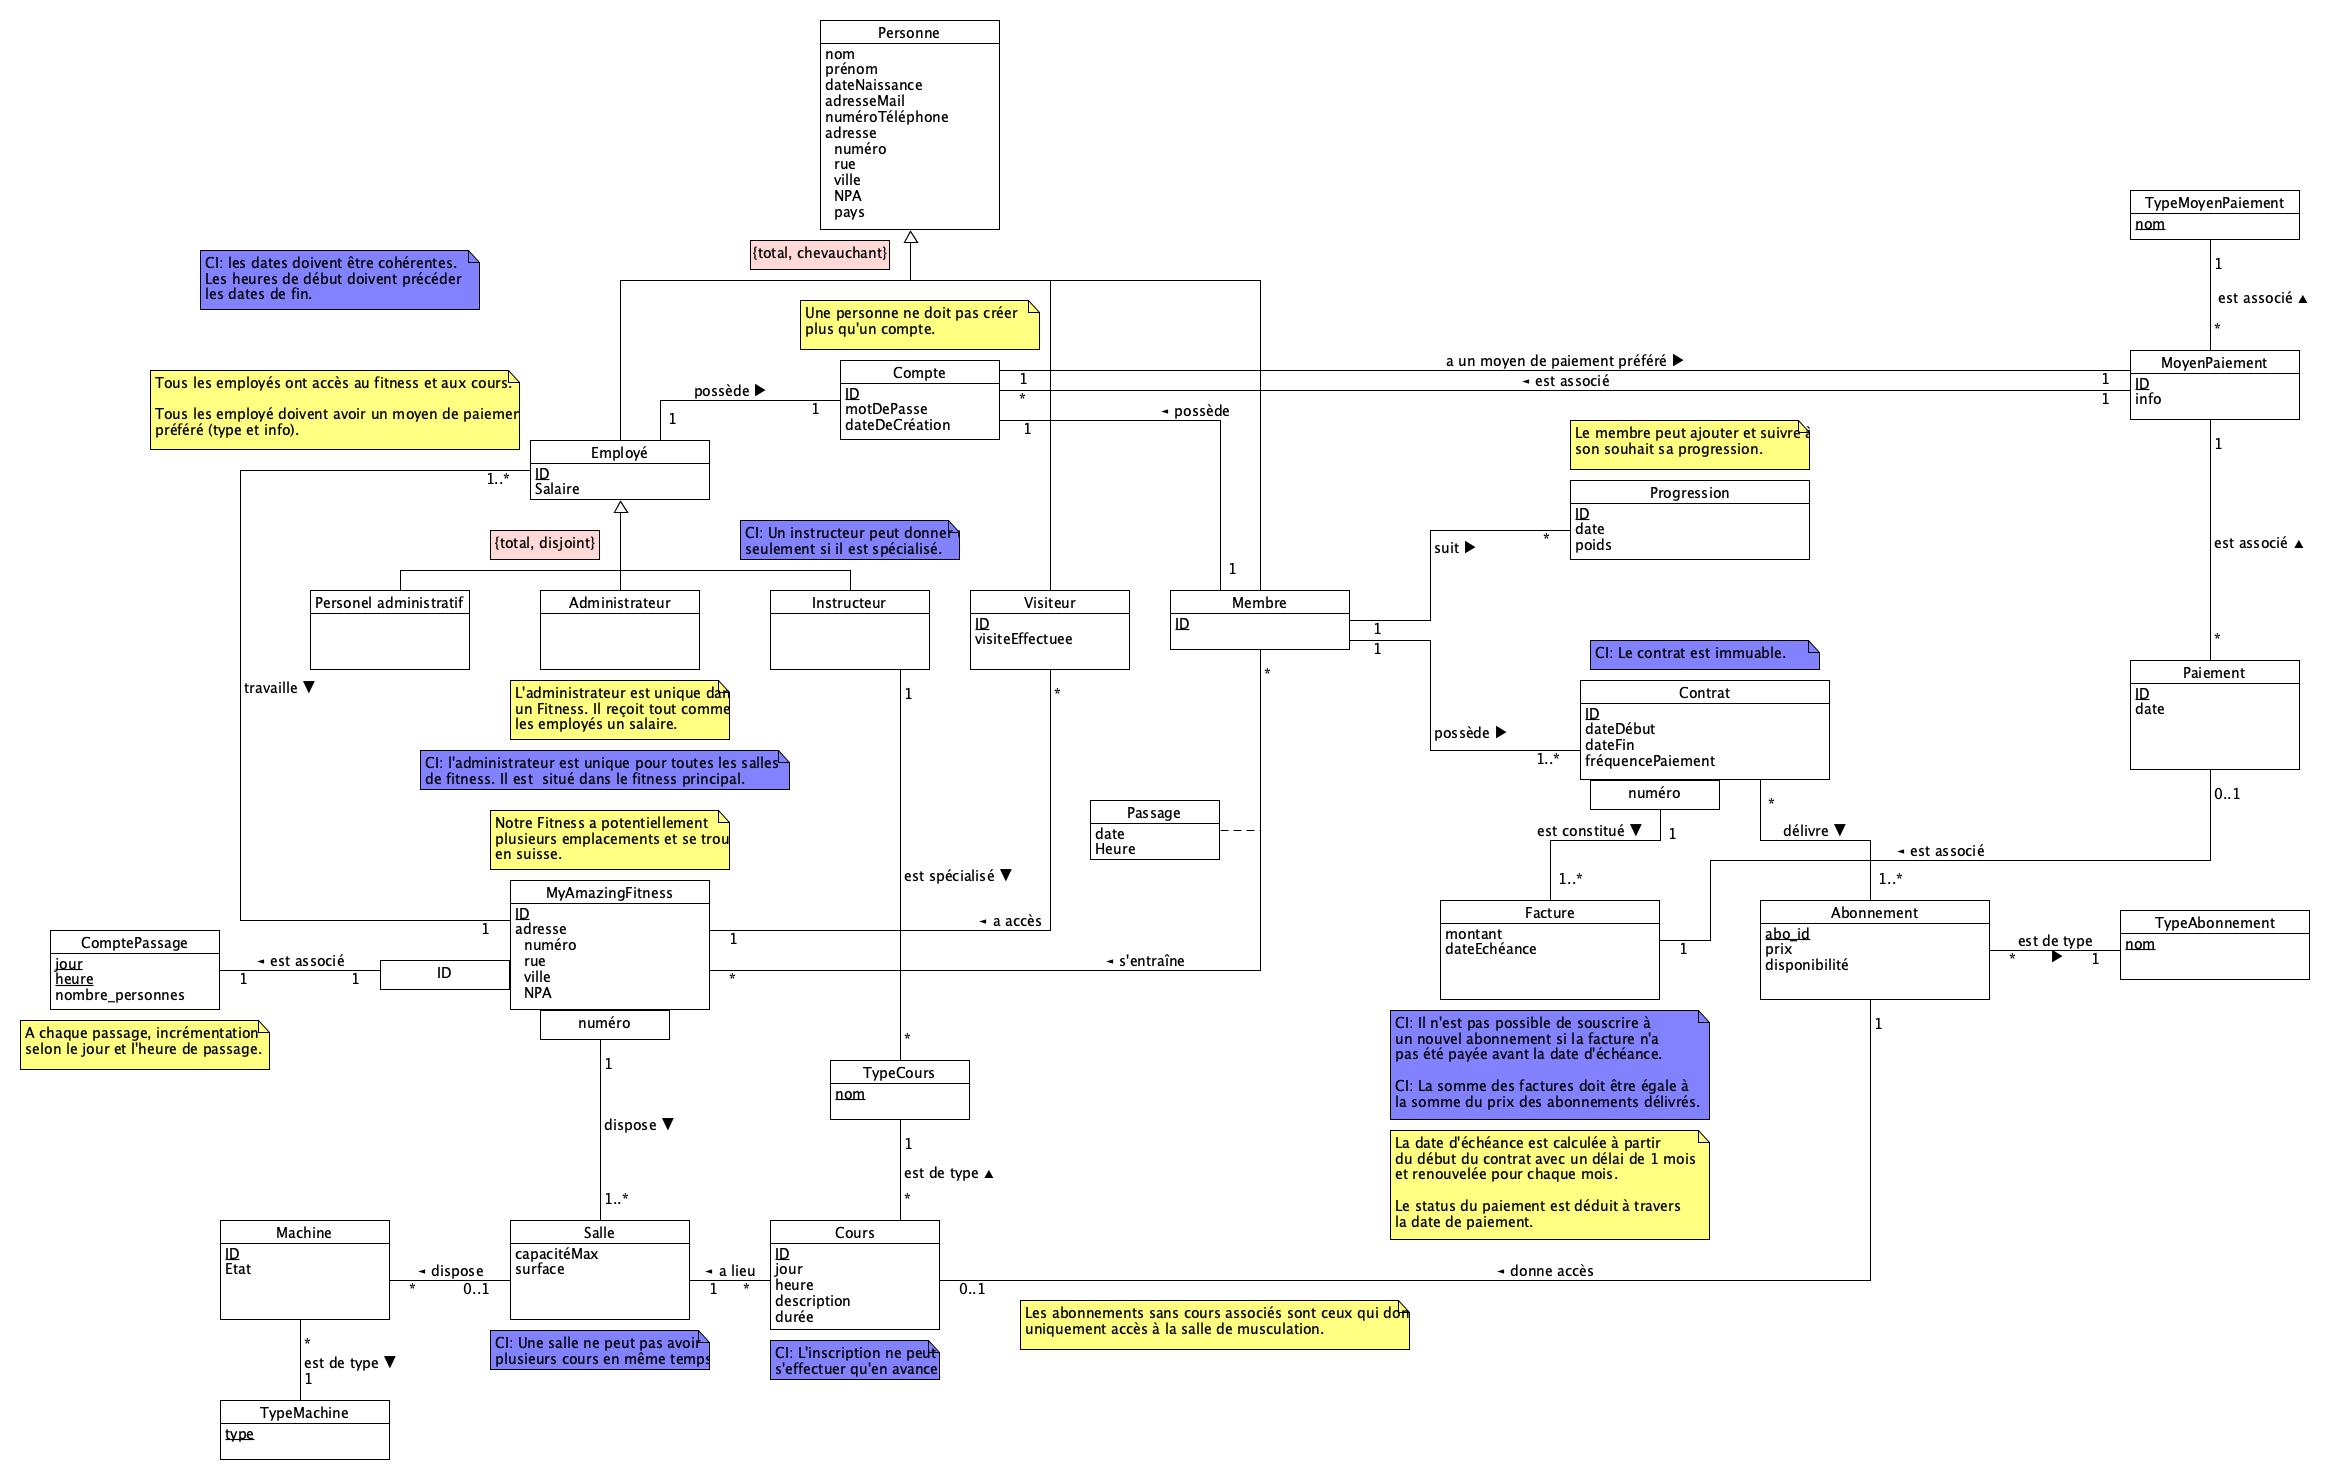 Personne
nom
prénom
dateNaissance
adresseMail
numéroTéléphone
adresse
numéro
rue
ville
NPA
pays
TypeMoyenPaiement
nom
{total, chevauchant}
CI: les dates doivent être cohérentes.
Les heures de début doivent précéder
les dates de fin.
1
est associé ▲
*
Une personne ne doit pas créer
plus qu'un compte.
a un moyen de paiement préféré ▶
1
1
◄ est associé
*
1
MoyenPaiement
ID
info
Compte
ID
motDePasse
dateDeCréation
possède ▶
1
1
◄ possède
1
1
Tous les employés ont accès au fitness et aux cours.
Tous les employé doivent avoir un moyen de paiemen
préféré (type et info).
Employé
ID
Salaire
1..*
Le membre peut ajouter et suivre à
son souhait sa progression.
1
est associé ▲
*
Progression
ID
date
poids
{total, disjoint}
CI: Un instructeur peut donner
seulement si il est spécialisé.
suit ▶
*
1
Personel administratif
Administrateur
Instructeur
Visiteur
ID
visiteEffectuee
Membre
ID
1
possède ▶
1..*
CI: Le contrat est immuable.
Contrat
ID
dateDébut
dateFin
fréquencePaiement
numéro
Paiement
ID
date
0..1
travaille ▼
1
L'administrateur est unique dan
un Fitness. Il reçoit tout comme
les employés un salaire.
CI: l'administrateur est unique pour toutes les salles
de fitness. Il est situé dans le fitness principal.
Notre Fitness a potentiellement
plusieurs emplacements et se trou
en suisse.
1
est spécialisé ▼
*
*
◄ a accès
1
*
◄ s'entraîne
*
Passage
date
Heure
est constitué ▼
1
1..*
*
délivre ▼
1..*
◄ est associé
1
MyAmazingFitness
ID
adresse
numéro
rue
ville
NPA
ID
numéro
ComptePassage
jour
heure
nombre_personnes
◄ est associé
1
1
A chaque passage, incrémentation
selon le jour et l'heure de passage.
Facture
montant
dateEchéance
Abonnement
abo_id
prix
disponibilité
est de type
*
▶
1
TypeAbonnement
nom
CI: Il n'est pas possible de souscrire à
un nouvel abonnement si la facture n'a
pas été payée avant la date d'échéance.
CI: La somme des factures doit être égale à
la somme du prix des abonnements délivrés.
La date d'échéance est calculée à partir
du début du contrat avec un délai de 1 mois
et renouvelée pour chaque mois.
Le status du paiement est déduit à travers
la date de paiement.
1
dispose ▼
1..*
TypeCours
nom
1
est de type ▲
*
Machine
ID
Etat
◄ dispose
*
0..1
Salle
capacitéMax
surface
◄ a lieu
1
*
Cours
ID
jour
heure
description
durée
1
◄ donne accès
0..1
Les abonnements sans cours associés sont ceux qui don
uniquement accès à la salle de musculation.
CI: Une salle ne peut pas avoir
plusieurs cours en même temps
CI: L'inscription ne peut
s'effectuer qu'en avance
*
est de type ▼
1
TypeMachine
type